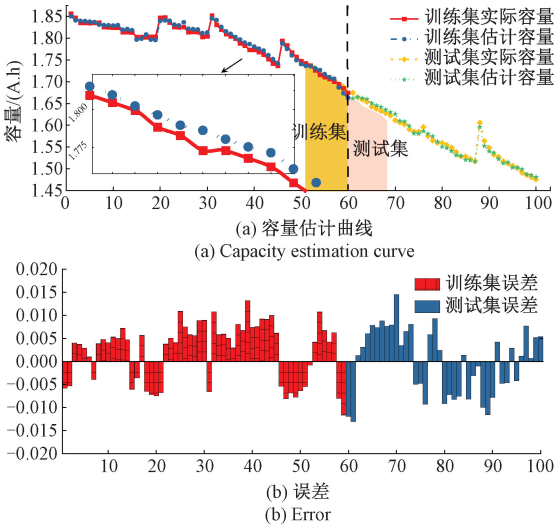 容量/(A.h)
1.85
1.80
1.75
1.70
1.65
1.60
1.55
1.50
1.45
训练集实际容量
训练集估计容量
测试集实际容量
测试集估计容量
1.800
1.775
训练集
测试集
0 10 20 30 40 50 60 70 80 90 100
(a) 容量估计曲线
(a) Capacity estimation curve
0.020
0.015
0.010
0.005
0.000
−0.005
−0.010
−0.015
−0.020
训练集误差
测试集误差
10 20 30 40 50 60 70 80 90 100
(b) 误差
(b) Error